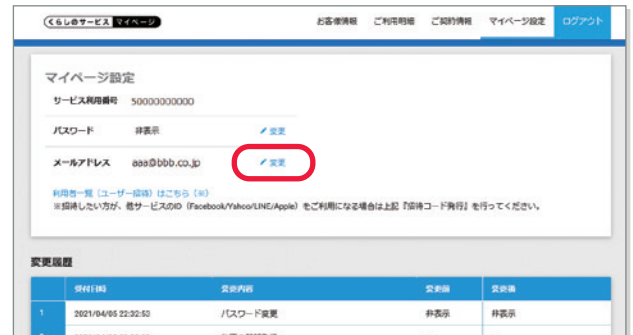 くらしのサービス マイページ
お客様情報 ご利用明細 ご契約情報 マイページ設定 ログアウト
マイページ設定
サービス利用番号 50000000000
パスワード 非表示 変更
メールアドレス aaa@bbb.co.jp 変更
利用者一覧（ユーザー招待）はこちら（※）
※招待したい方が、他サービスのID（Facebook/Yahoo/LINE/Apple）をご利用になる場合は上記『招待コード発行』を行ってください。
変更履歴
受付日時 変更内容 変更前 変更後
1 2021/04/05 22:32:53 パスワード変更 非表示 非表示